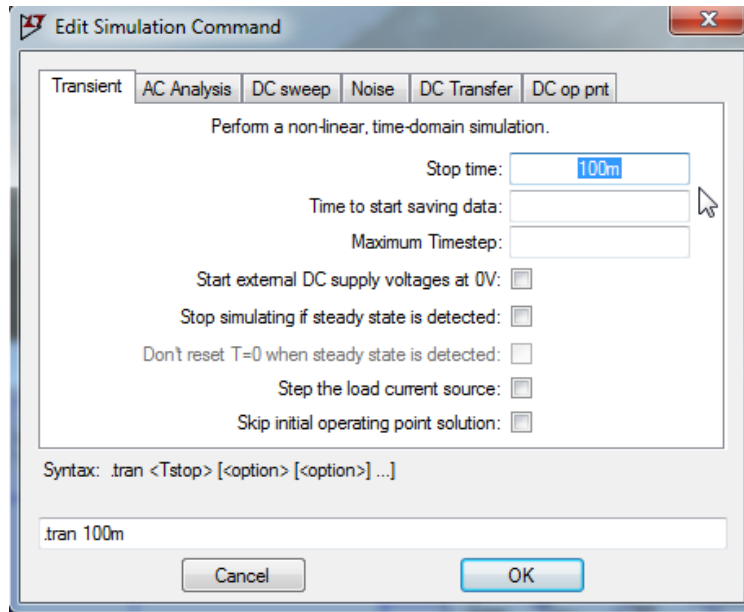 Edit Simulation Command
Transient AC Analysis DC sweep Noise DC Transfer DC op pnt
Perform a non-linear, time-domain simulation.
Stop time: 100m
Time to start saving data:
Maximum Timestep:
Start external DC supply voltages at 0V:
Stop simulating if steady state is detected:
Don't reset T=0 when steady state is detected:
Step the load current source:
Skip initial operating point solution:
Syntax: .tran <Tstop> [<option> [<option>] ...]
.tran 100m
Cancel OK